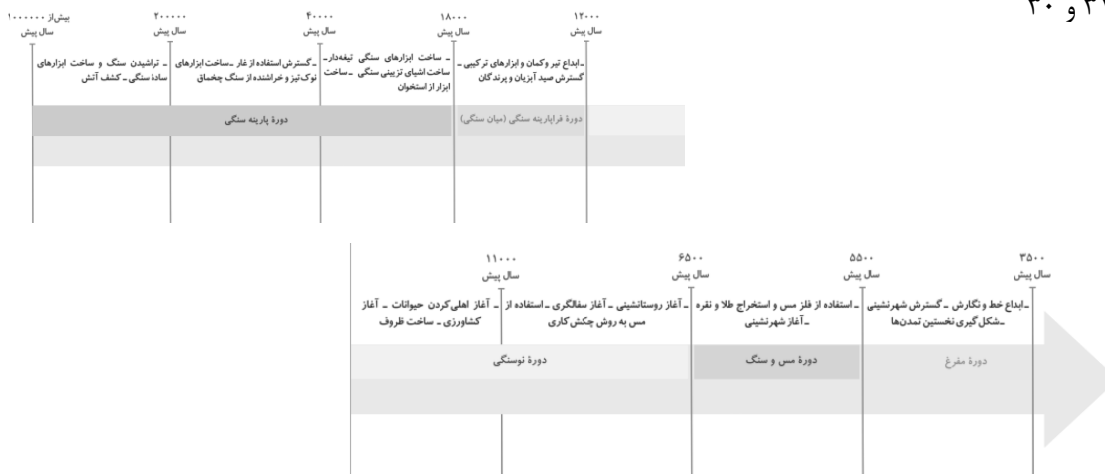 ۳۱ و ۳۰
بیش از ۱۰۰۰۰۰۰
سال پیش
۲۰۰۰۰۰
سال پیش
۴۰۰۰۰
سال پیش
۱۸۰۰۰
سال پیش
۱۲۰۰۰
سال پیش
ـ تراشیدن سنگ و ساخت ابزارهای
ساده سنگی ـ کشف آتش
ـ گسترش استفاده از غار ـ ساخت ابزارهای
نوک‌تیز و خراشنده از سنگ چخماق
ـ ساخت ابزارهای سنگی تیغه‌دار ـ
ساخت اشیای تزیینی سنگی ـ ساخت
ابزار از استخوان
ـ ابداع تیر و کمان و ابزارهای ترکیبی ـ
گسترش صید آبزیان و پرندگان
دورهٔ پارینه سنگی
دورهٔ فراپارینه سنگی (میان سنگی)
۱۱۰۰۰
سال پیش
۶۵۰۰
سال پیش
۵۵۰۰
سال پیش
۳۵۰۰
سال پیش
ـ آغاز اهلی‌کردن حیوانات ـ آغاز
کشاورزی ـ ساخت ظروف
ـ آغاز روستانشینی ـ آغاز سفالگری ـ استفاده از
مس به روش چکش‌کاری
ـ استفاده از فلز مس و استخراج طلا و نقره
ـ آغاز شهرنشینی
ـ ابداع خط و نگارش ـ گسترش شهرنشینی
ـ شکل‌گیری نخستین تمدن‌ها
دورهٔ نوسنگی
دورهٔ مس و سنگ
دورهٔ مفرغ